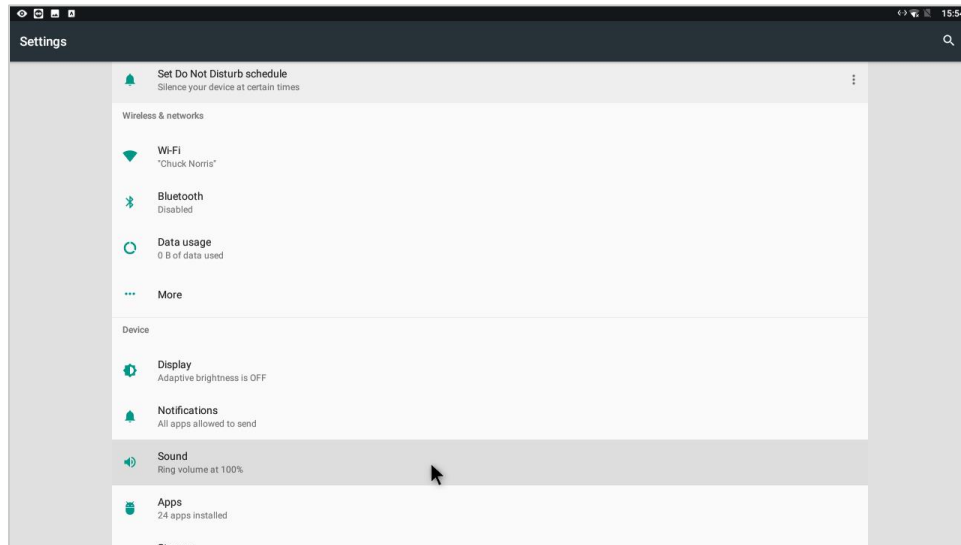 15:54
Settings
Set Do Not Disturb schedule
Silence your device at certain times
Wireless & networks
Wi-Fi
"Chuck Norris"
Bluetooth
Disabled
Data usage
0 B of data used
More
Device
Display
Adaptive brightness is OFF
Notifications
All apps allowed to send
Sound
Ring volume at 100%
Apps
24 apps installed